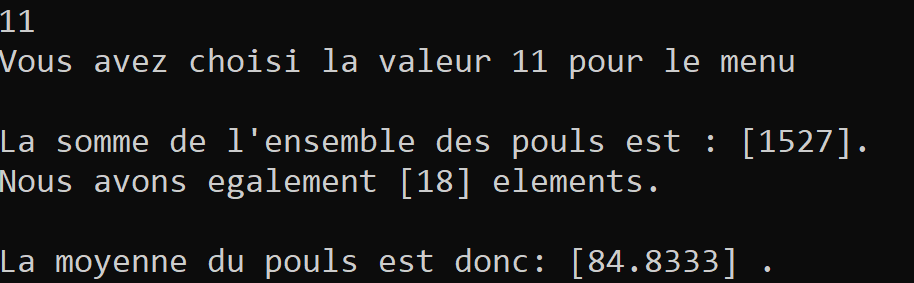 11
Vous avez choisi la valeur 11 pour le menu
La somme de l'ensemble des pouls est : [1527].
Nous avons egalement [18] elements.
La moyenne du pouls est donc: [84.8333] .